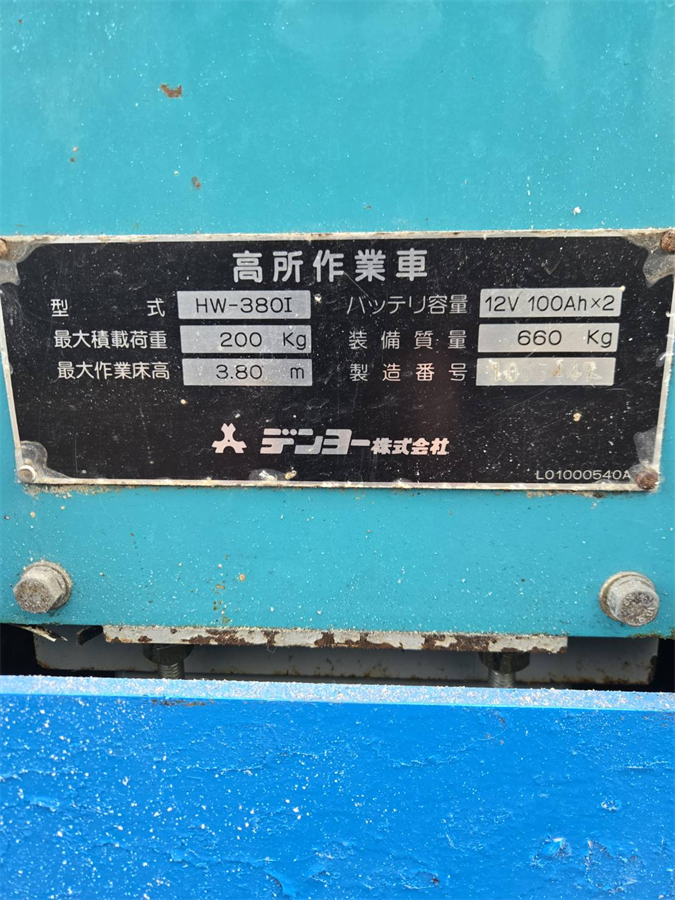 高所作業車
型式 HW-380I バッテリ容量 12V 100Ah×2
最大積載荷重 200 Kg 装備質量 660 Kg
最大作業床高 3.80 m 製造番号
デンヨー株式会社
L01000540A